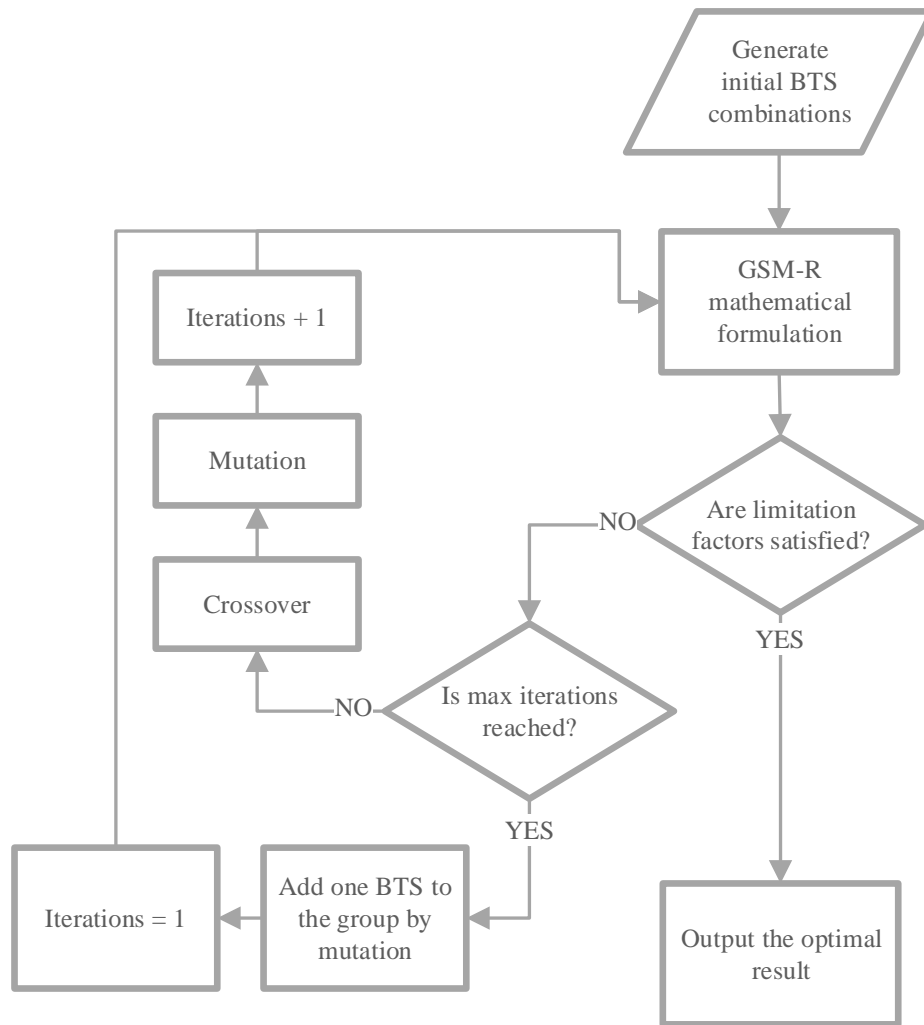 Generate
initial BTS
combinations
GSM-R
mathematical
formulation
Iterations + 1
Mutation
Are limitation
factors satisfied?
NO
Crossover
YES
Is max iterations
reached?
NO
YES
Iterations = 1
Add one BTS to
the group by
mutation
Output the optimal
result